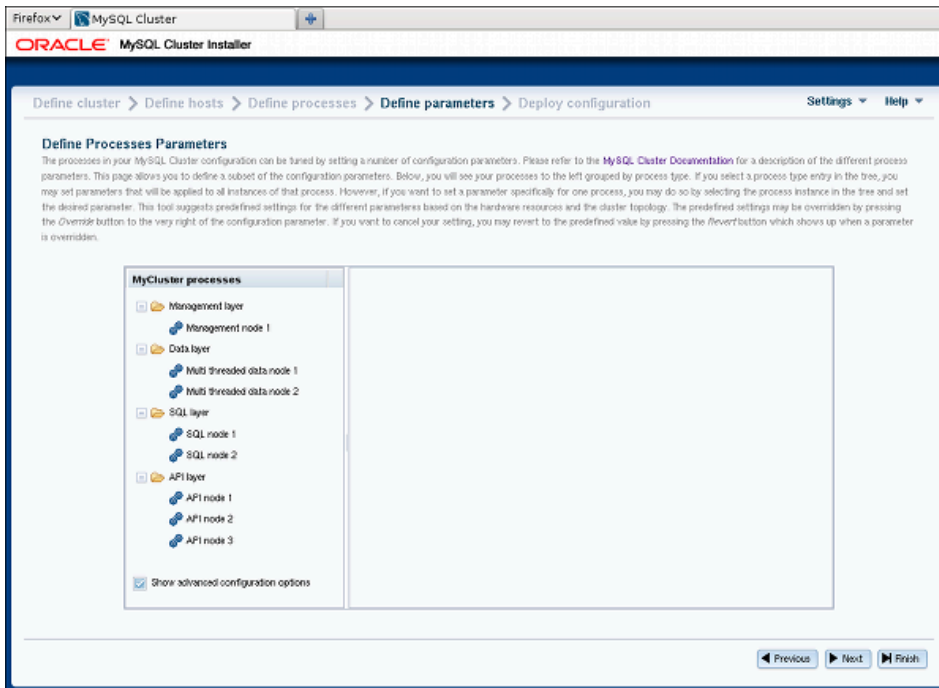 Firefox MySQL Cluster
ORACLE MySQL Cluster Installer
Define cluster > Define hosts > Define processes > Define parameters > Deploy configuration Settings Help
Define Processes Parameters
The processes in your MySQL Cluster configuration can be tuned by setting a number of configuration parameters. Please refer to the MySQL Cluster Documentation for a description of the different process
parameters. This page allows you to define a subset of the configuration parameters. Below, you will see your processes to the left grouped by process type. If you select a process type entry in the tree, you
may set parameters that will be applied to all instances of that process. However, if you want to set a parameter specifically for one process, you may do so by selecting the process instance in the tree and set
the desired parameter. This tool suggests predefined settings for the different parameteres based on the hardware resources and the cluster topology. The predefined settings may be overridden by pressing
the Override button to the very right of the configuration parameter. If you want to cancel your setting, you may revert to the predefined value by pressing the Revert button which shows up when a parameter
is overridden.
MyCluster processes
Management layer
Management node 1
Data layer
Multi threaded data node 1
Multi threaded data node 2
SQL layer
SQL node 1
SQL node 2
API layer
API node 1
API node 2
API node 3
Show advanced configuration options
Previous Next Finish